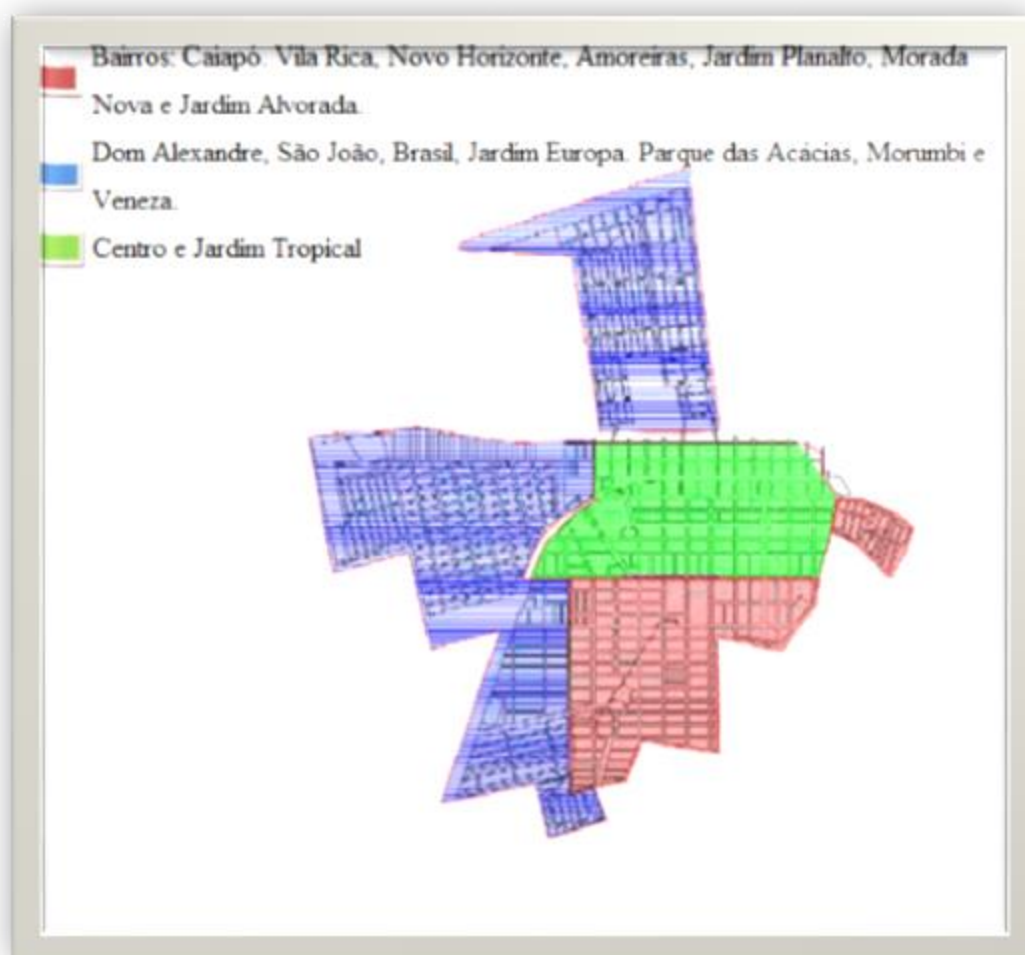 Bairros: Caiapó. Vila Rica, Novo Horizonte, Amoreiras, Jardim Planalto, Morada
Nova e Jardim Alvorada.
Dom Alexandre, São João, Brasil, Jardim Europa. Parque das Acácias, Morumbi e
Veneza.
Centro e Jardim Tropical